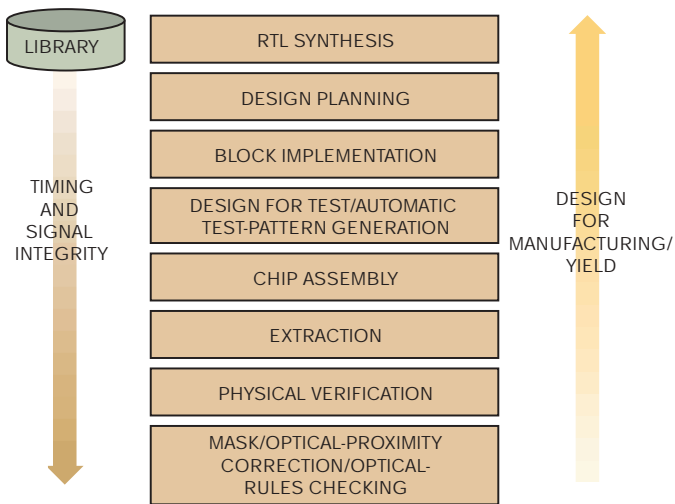 LIBRARY
RTL SYNTHESIS
DESIGN PLANNING
BLOCK IMPLEMENTATION
DESIGN FOR TEST/AUTOMATIC
TEST-PATTERN GENERATION
CHIP ASSEMBLY
EXTRACTION
PHYSICAL VERIFICATION
MASK/OPTICAL-PROXIMITY
CORRECTION/OPTICAL-
RULES CHECKING
TIMING
AND
SIGNAL
INTEGRITY
DESIGN
FOR
MANUFACTURING/
YIELD